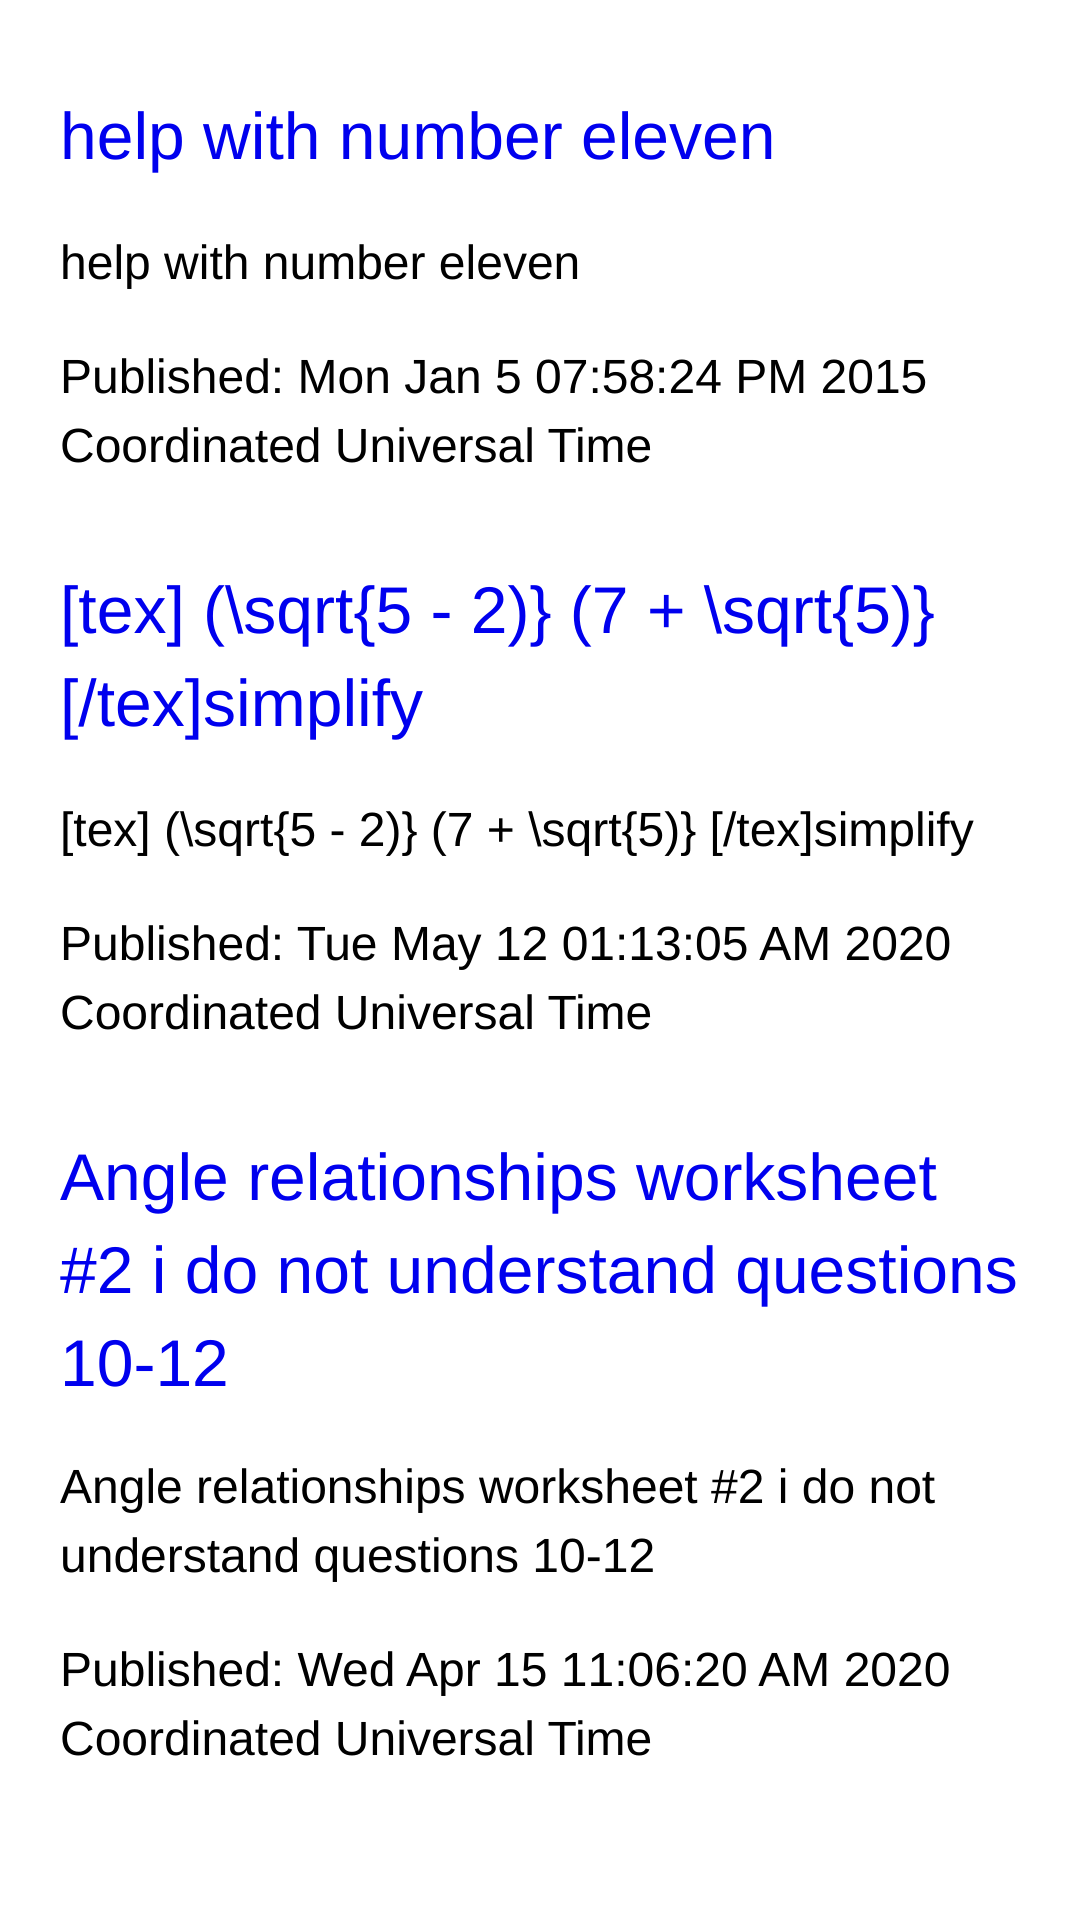 help with number eleven
help with number eleven
Published: Mon Jan 5 07:58:24 PM 2015
Coordinated Universal Time
[tex] (\sqrt{5 - 2)} (7 + \sqrt{5)}
[/tex]simplify
[tex] (\sqrt{5 - 2)} (7 + \sqrt{5)} [/tex]simplify
Published: Tue May 12 01:13:05 AM 2020
Coordinated Universal Time
Angle relationships worksheet
#2 i do not understand questions
10-12
Angle relationships worksheet #2 i do not
understand questions 10-12
Published: Wed Apr 15 11:06:20 AM 2020
Coordinated Universal Time